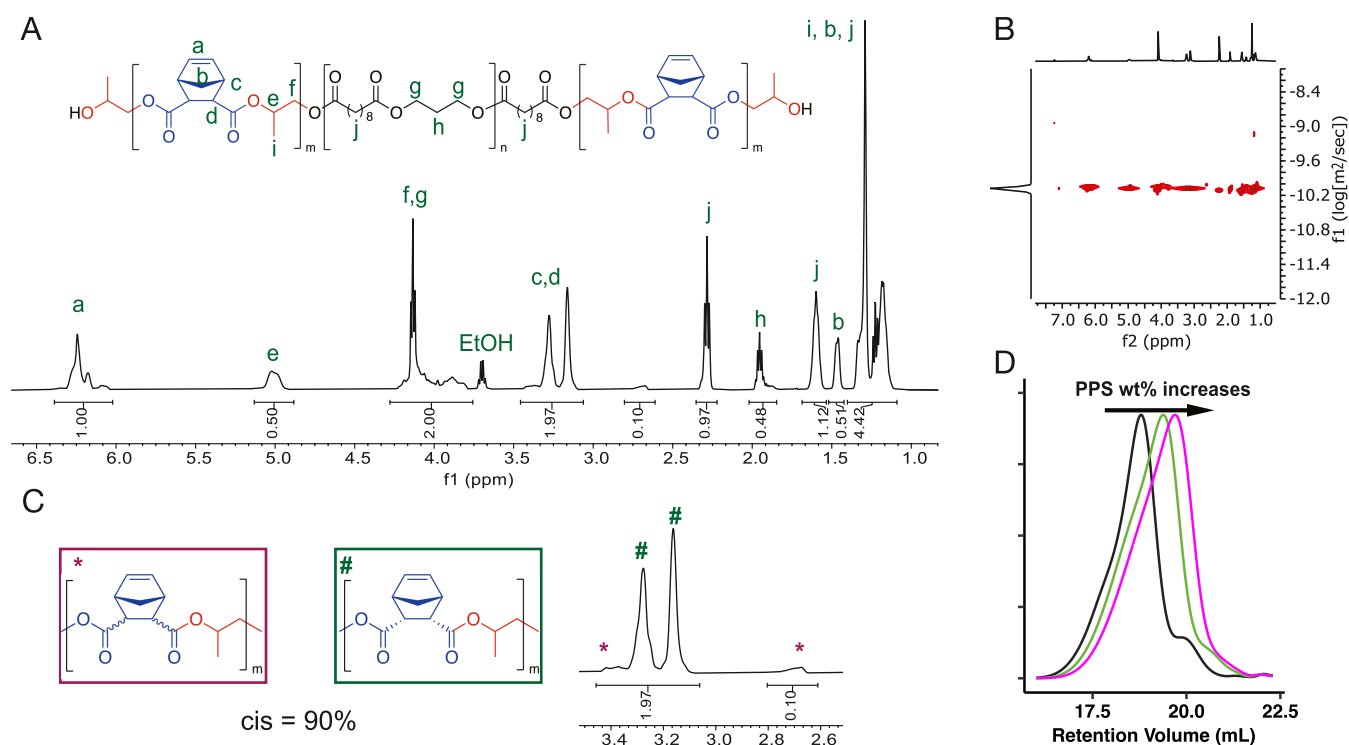 A
a
b
c
d
e
f
i
HO
O
O
O
O
m
O
O
8
j
g
g
O
O
h
n
O
O
8
j
O
O
O
O
O
m
OH
a
e
f,g
EtOH
c,d
j
h
j
b
i, b, j
1.00
0.50
2.00
1.97
0.10
0.97
0.48
1.12
0.51
4.42
6.5 6.0 5.5 5.0 4.5 4.0 3.5 3.0 2.5 2.0 1.5 1.0
f1 (ppm)
B
-8.4
-9.0
-9.6
-10.2
-10.8
-11.4
-12.0
f1 (log[m2/sec])
7.0 6.0 5.0 4.0 3.0 2.0 1.0
f2 (ppm)
C
*
O
O
O
O
m
#
O
O
O
O
m
cis = 90%
*
#
#
*
1.97
0.10
3.4 3.2 3.0 2.8 2.6
D
PPS wt% increases
17.5 20.0 22.5
Retention Volume (mL)